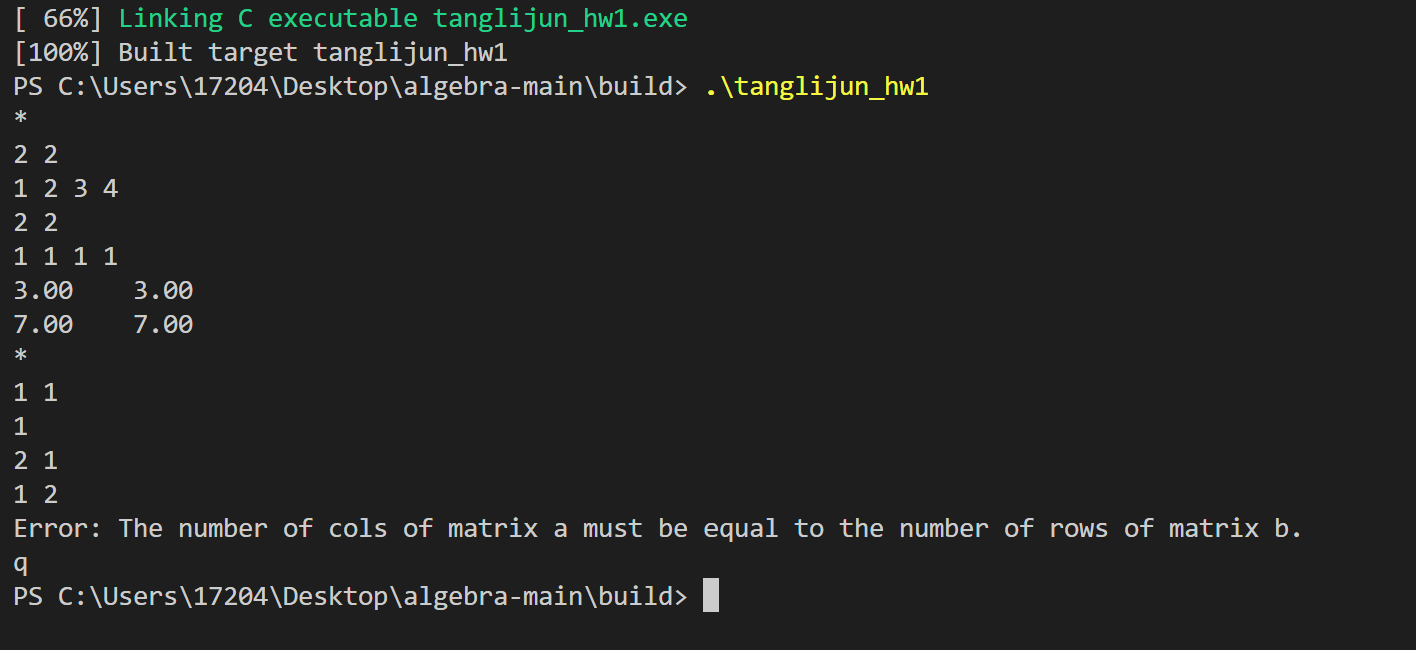 [ 66%] Linking C executable tanglijun_hw1.exe
[100%] Built target tanglijun_hw1
PS C:\Users\17204\Desktop\algebra-main\build> .\tanglijun_hw1
*
2 2
1 2 3 4
2 2
1 1 1 1
3.00    3.00
7.00    7.00
*
1 1
1
2 1
1 2
Error: The number of cols of matrix a must be equal to the number of rows of matrix b.
q
PS C:\Users\17204\Desktop\algebra-main\build>